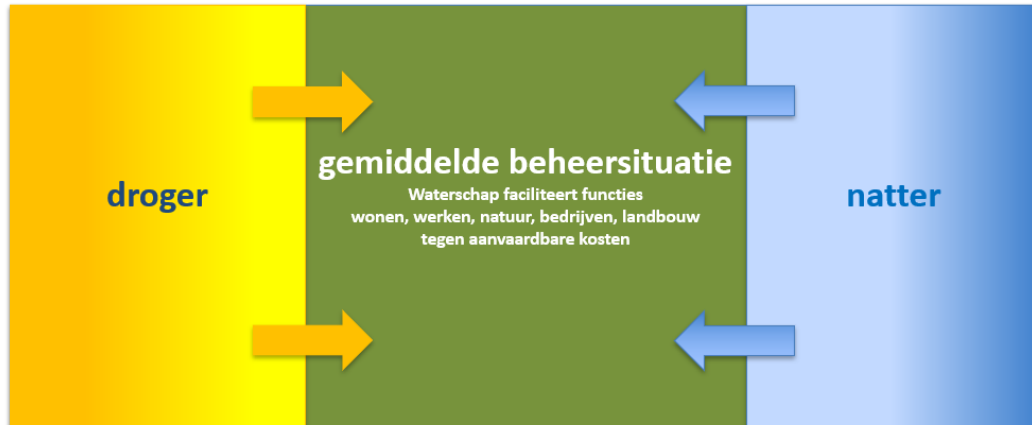 droger
gemiddelde beheersituatie
Waterschap faciliteert functies
wonen, werken, natuur, bedrijven, landbouw
tegen aanvaardbare kosten
natter